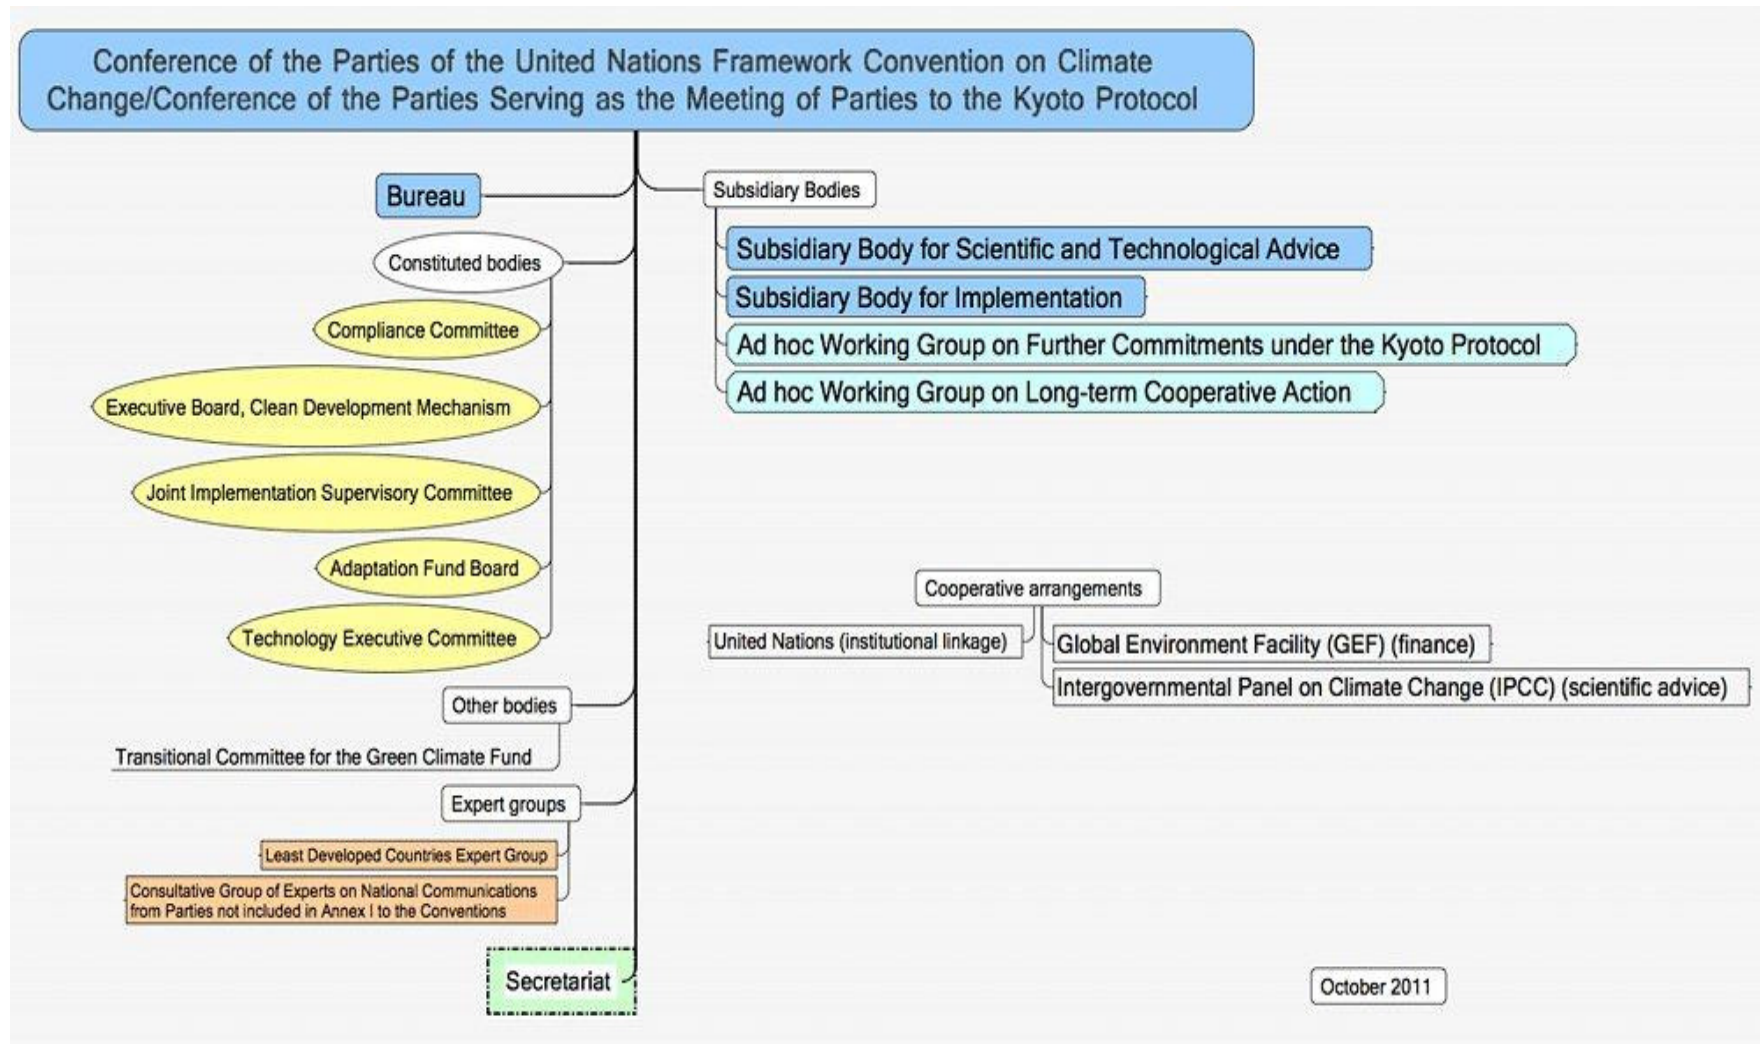 Conference of the Parties of the United Nations Framework Convention on Climate
Change/Conference of the Parties Serving as the Meeting of Parties to the Kyoto Protocol
Bureau
Constituted bodies
Compliance Committee
Executive Board, Clean Development Mechanism
Joint Implementation Supervisory Committee
Adaptation Fund Board
Technology Executive Committee
Other bodies
Transitional Committee for the Green Climate Fund
Expert groups
Least Developed Countries Expert Group
Consultative Group of Experts on National Communications
from Parties not included in Annex I to the Conventions
Secretariat
Subsidiary Bodies
Subsidiary Body for Scientific and Technological Advice
Subsidiary Body for Implementation
Ad hoc Working Group on Further Commitments under the Kyoto Protocol
Ad hoc Working Group on Long-term Cooperative Action
Cooperative arrangements
United Nations (institutional linkage)
Global Environment Facility (GEF) (finance)
Intergovernmental Panel on Climate Change (IPCC) (scientific advice)
October 2011